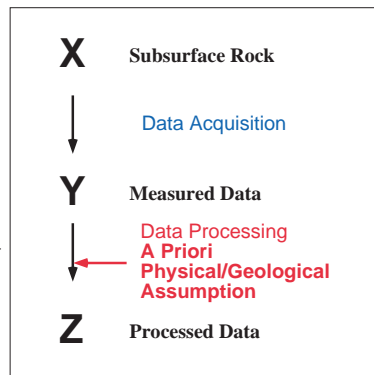 X Subsurface Rock
Data Acquisition
Y Measured Data
Data Processing
A Priori
Physical/Geological
Assumption
Z Processed Data